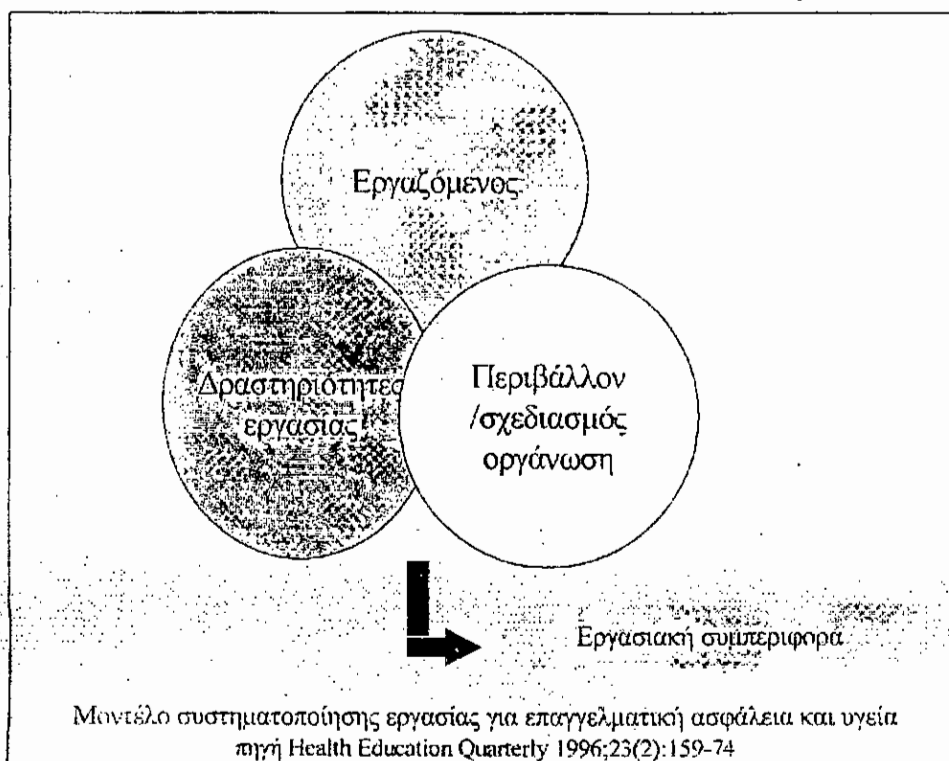 Εργαζόμενος
Δραστηριότητες
εργασίας
Περιβάλλον
/σχεδιασμός
οργάνωση
Εργασιακή συμπεριφορα
Μοντέλο συστηματοποίησης εργασίας για επαγγελματική ασφάλεια και υγεία
πηγή Health Education Quarterly 1996;23(2):159-74